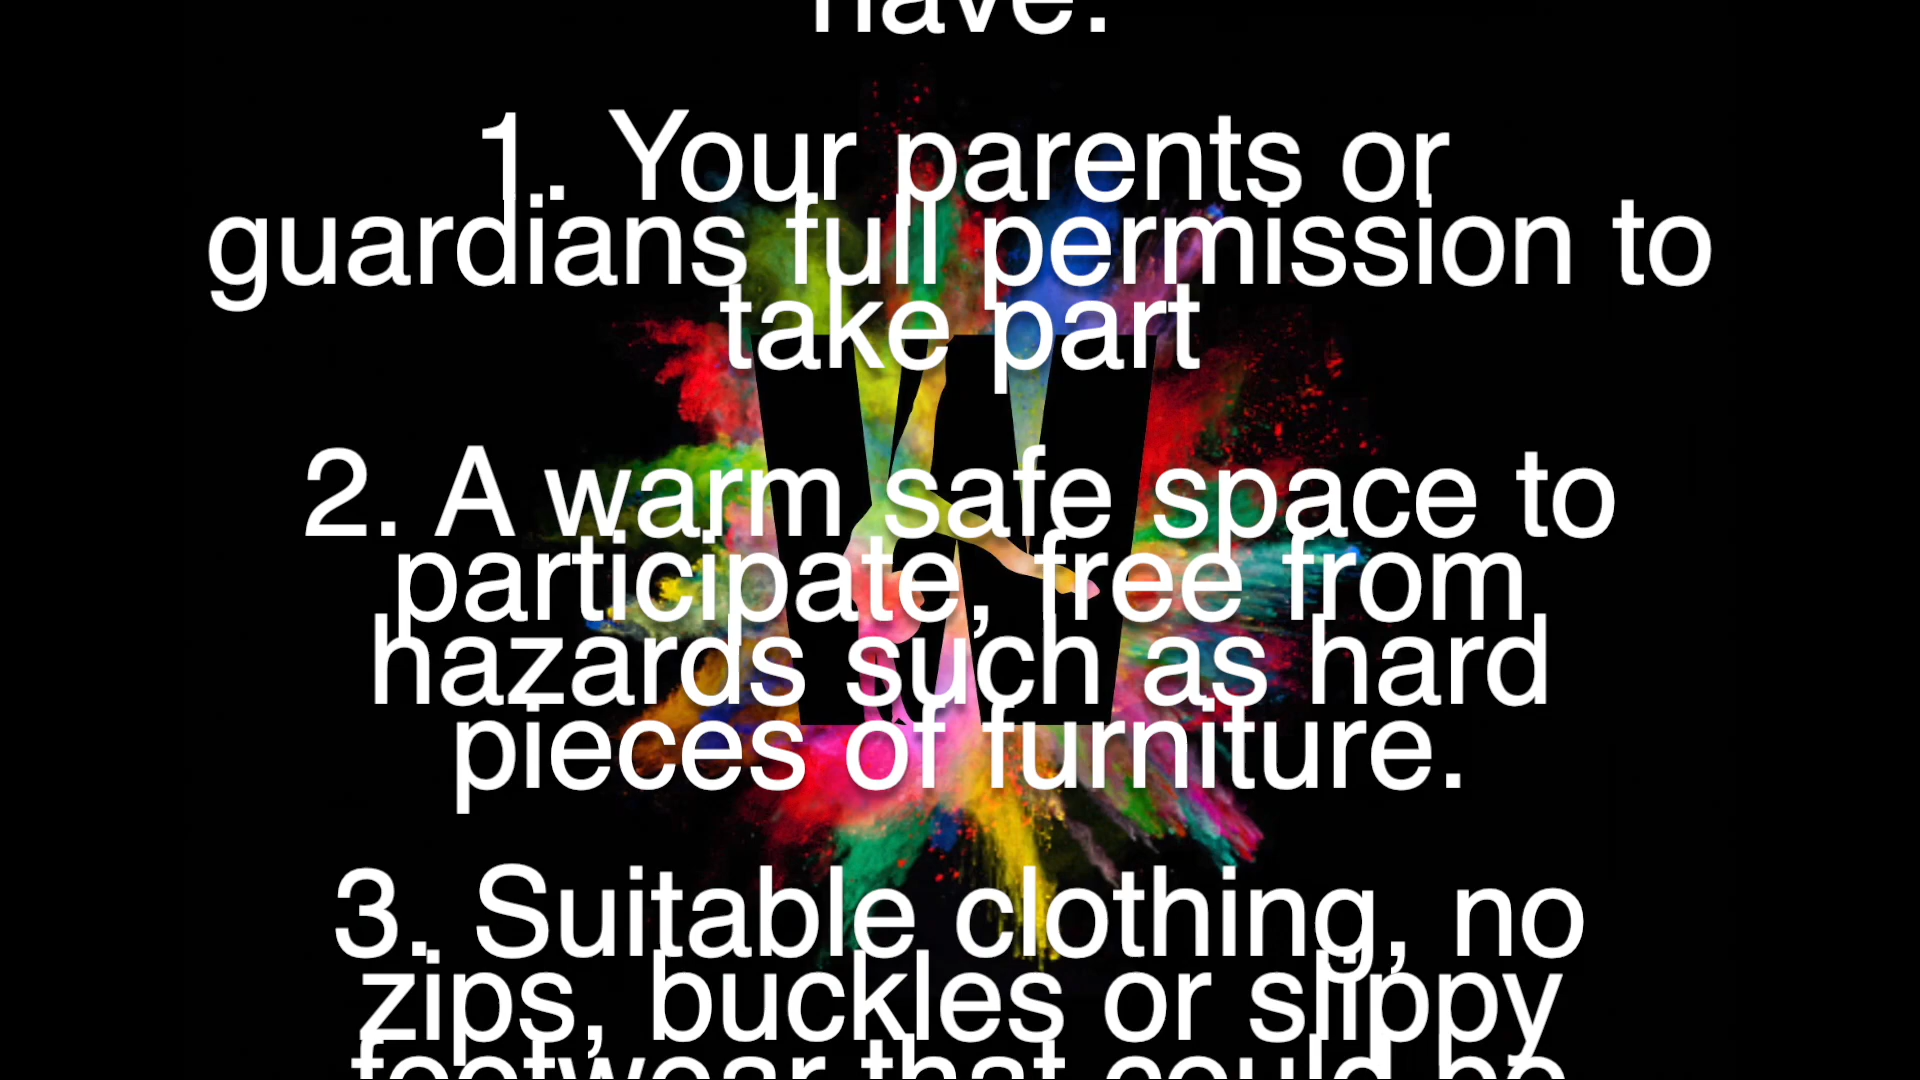 have:
1. Your parents or
guardians full permission to
take part
2. A warm safe space to
participate, free from
hazards such as hard
pieces of furniture.
3. Suitable clothing, no
zips, buckles or slippy
footwear that could be